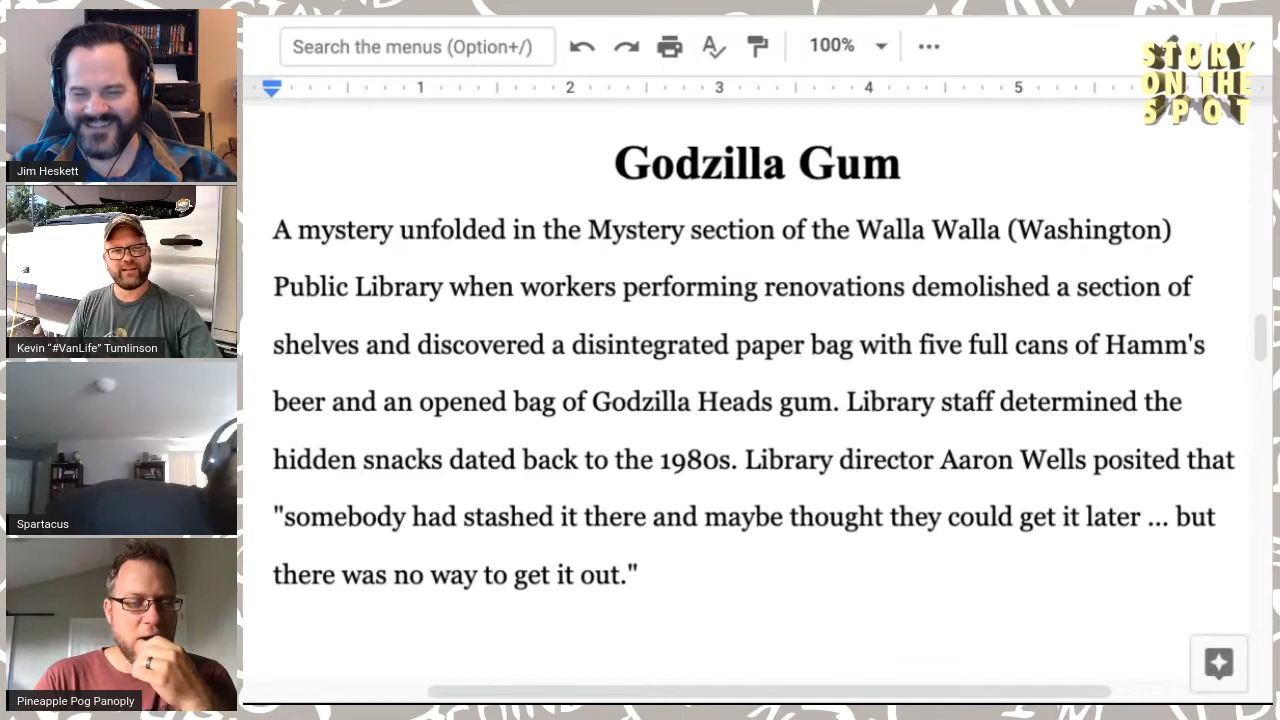 Jim Heskett
Kevin "#VanLife" Tumlinson
Spartacus
Pineapple Pog Panoply
Search the menus (Option+/)
100%
1 2 3 4 5
STORY
ON THE
SPOT
Godzilla Gum
A mystery unfolded in the Mystery section of the Walla Walla (Washington)
Public Library when workers performing renovations demolished a section of
shelves and discovered a disintegrated paper bag with five full cans of Hamm's
beer and an opened bag of Godzilla Heads gum. Library staff determined the
hidden snacks dated back to the 1980s. Library director Aaron Wells posited that
"somebody had stashed it there and maybe thought they could get it later ... but
there was no way to get it out."